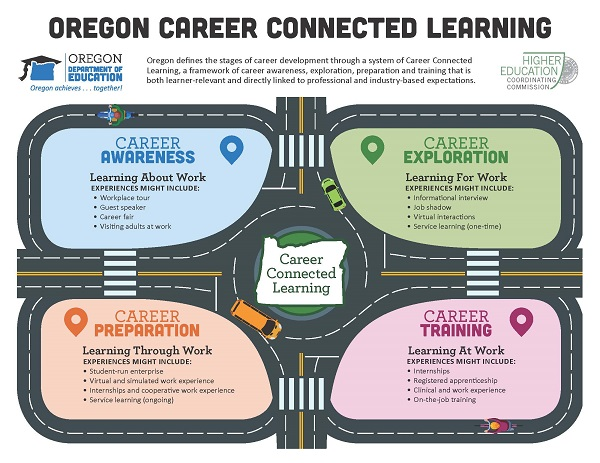 OREGON CAREER CONNECTED LEARNING
OREGON
DEPARTMENT OF
EDUCATION
Oregon achieves . . . together!
Oregon defines the stages of career development through a system of Career Connected
Learning, a framework of career awareness, exploration, preparation and training that is
both learner-relevant and directly linked to professional and industry-based expectations.
HIGHER
EDUCATION
COORDINATING
COMMISSION
CAREER
AWARENESS
Learning About Work
EXPERIENCES MIGHT INCLUDE:
• Workplace tour
• Guest speaker
• Career fair
• Visiting adults at work
CAREER
EXPLORATION
Learning For Work
EXPERIENCES MIGHT INCLUDE:
• Informational interview
• Job shadow
• Virtual interactions
• Service learning (one-time)
Career
Connected
Learning
CAREER
PREPARATION
Learning Through Work
EXPERIENCES MIGHT INCLUDE:
• Student-run enterprise
• Virtual and simulated work experience
• Internships and cooperative work experience
• Service learning (ongoing)
CAREER
TRAINING
Learning At Work
EXPERIENCES MIGHT INCLUDE:
• Internships
• Registered apprenticeship
• Clinical and work experience
• On-the-job training